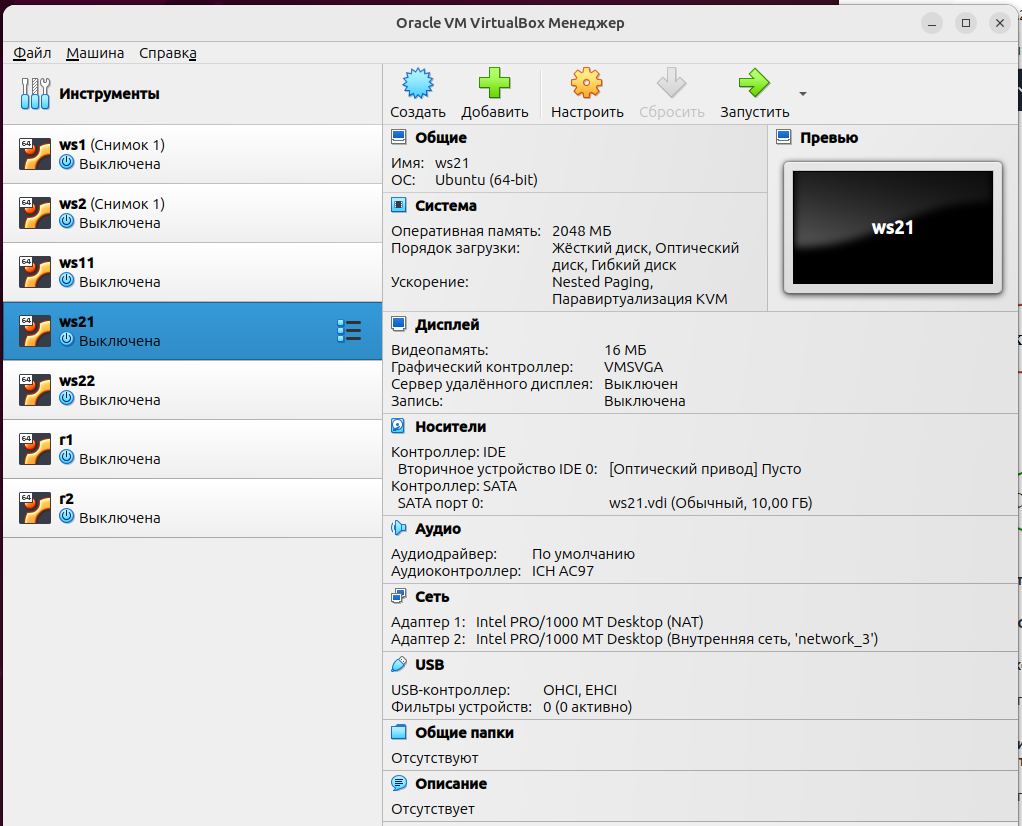 Oracle VM VirtualBox Менеджер
Файл Машина Справка
Инструменты
Создать Добавить Настроить Сбросить Запустить
64
ws1 (Снимок 1)
Выключена
64
ws2 (Снимок 1)
Выключена
64
ws11
Выключена
64
ws21
Выключена
64
ws22
Выключена
64
r1
Выключена
64
r2
Выключена
Общие
Имя: ws21
ОС: Ubuntu (64-bit)
Превью
ws21
Система
Оперативная память: 2048 МБ
Порядок загрузки: Жёсткий диск, Оптический
диск, Гибкий диск
Ускорение: Nested Paging,
Паравиртуализация KVM
Дисплей
Видеопамять: 16 МБ
Графический контроллер: VMSVGA
Сервер удалённого дисплея: Выключен
Запись: Выключена
Носители
Контроллер: IDE
Вторичное устройство IDE 0: [Оптический привод] Пусто
Контроллер: SATA
SATA порт 0: ws21.vdi (Обычный, 10,00 ГБ)
Аудио
Аудиодрайвер: По умолчанию
Аудиоконтроллер: ICH AC97
Сеть
Адаптер 1: Intel PRO/1000 MT Desktop (NAT)
Адаптер 2: Intel PRO/1000 MT Desktop (Внутренняя сеть, 'network_3')
USB
USB-контроллер: OHCI, EHCI
Фильтры устройств: 0 (0 активно)
Общие папки
Отсутствуют
Описание
Отсутствует